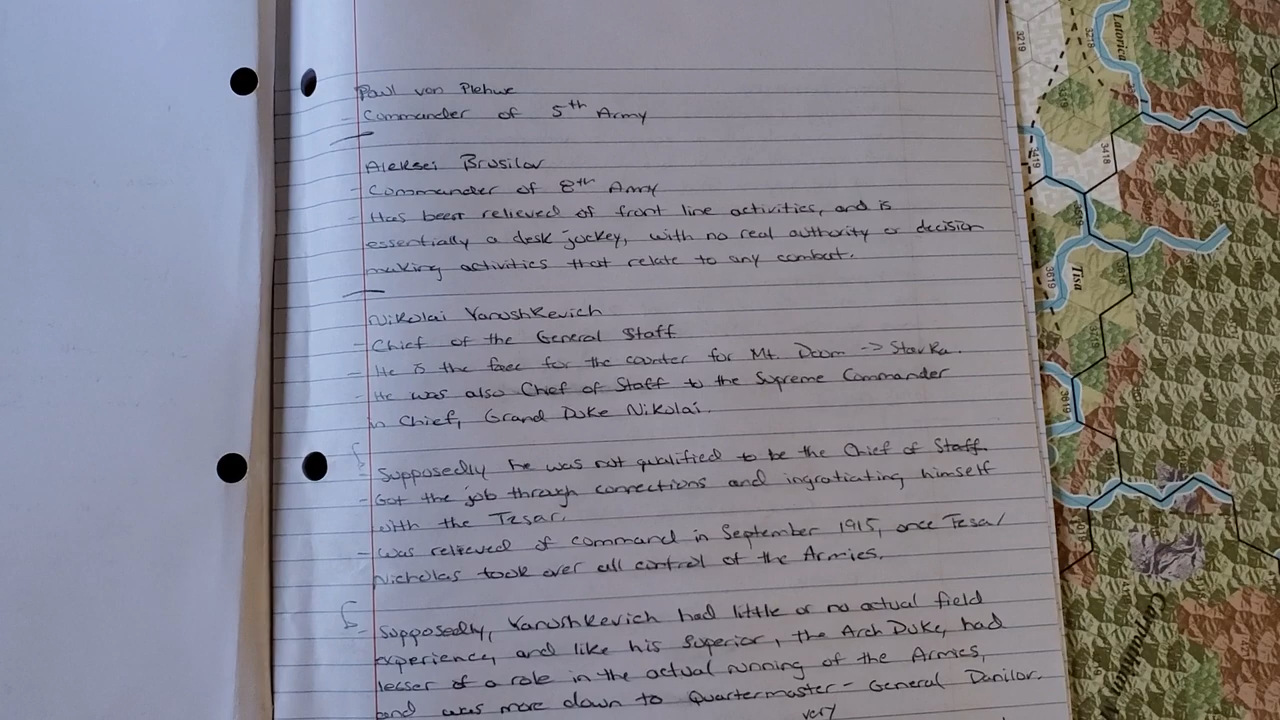 Paul von Plehwe
- Commander of 5th Army
Aleksei Brusilov
- Commander of 8th Army
- Has been relieved of front line activities, and is
essentially a desk jockey, with no real authority or decision
making activities that relate to any combat.
Nikolai Yanushkevich
- Chief of the General Staff
- He is the face for the counter for Mt. Doom -> Stavka.
- He was also Chief of Staff to the Supreme Commander
in Chief, Grand Duke Nikolai.
- Supposedly he was not qualified to be the Chief of Staff.
- Got the job through connections and ingratiating himself
with the Tzsar.
- Was relieved of command in September 1915, once Tesar
Nicholas took over all control of the Armies.
- Supposedly, Yanushkevich had little or no actual field
experience, and like his superior, the Arch Duke, had
lesser of a role in the actual running of the Armies,
and was more down to Quartermaster-General Danilov.
very
Latorica
3219
3218
3419
3418
Tisa
3619
3819